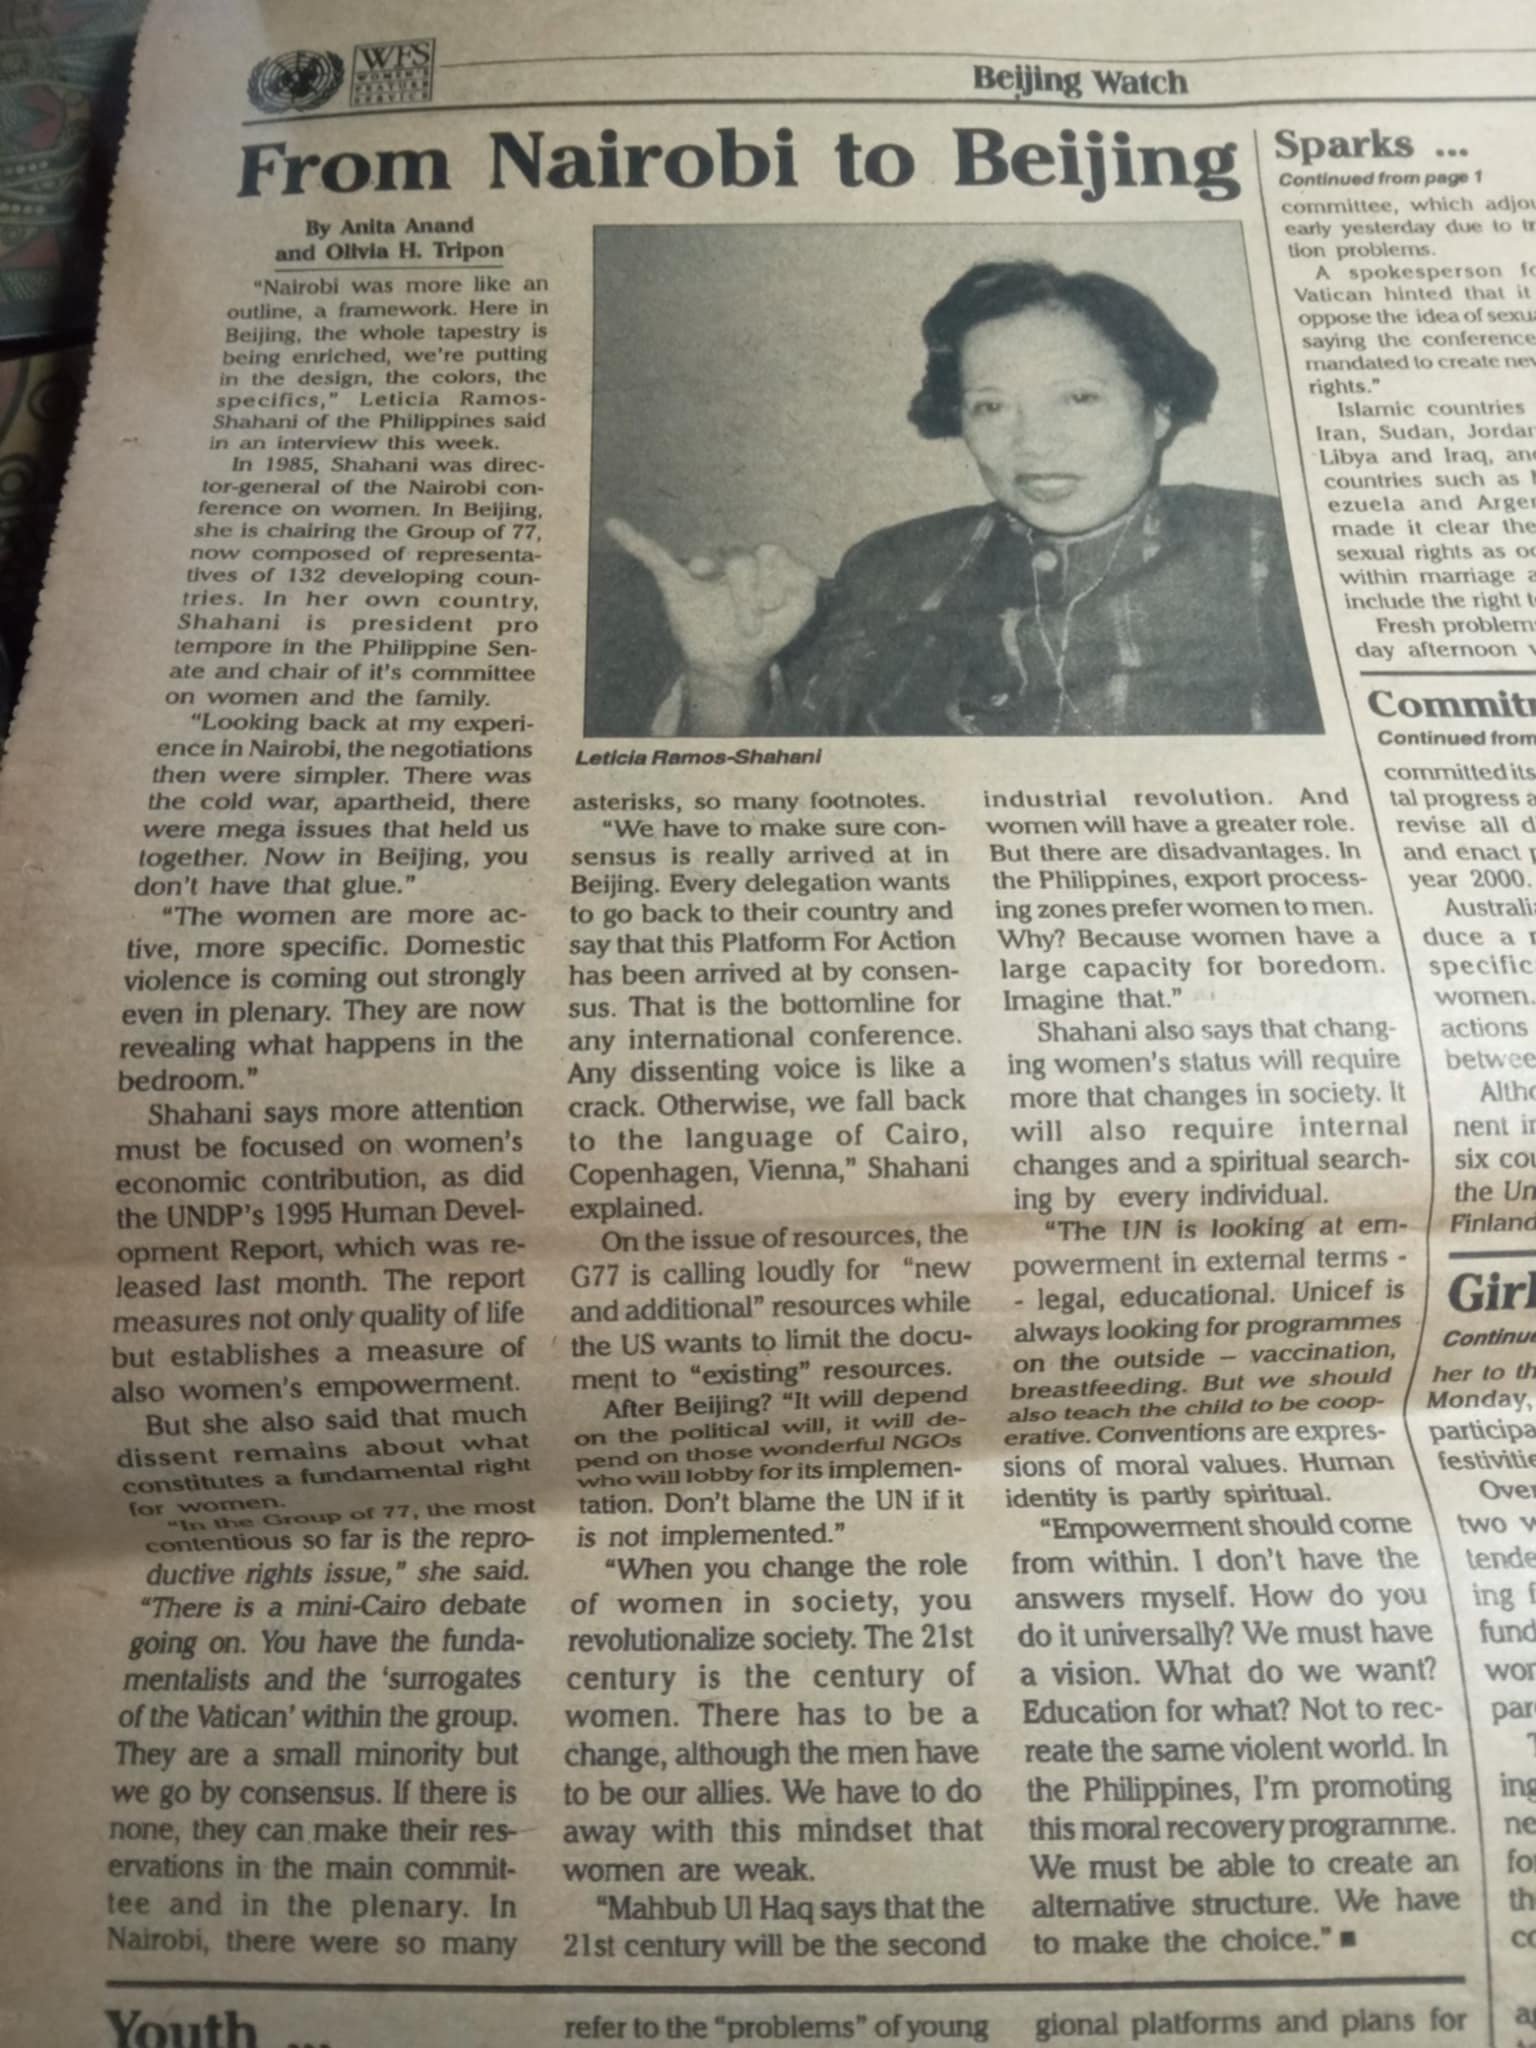 WFS
WOMEN'S
FEATURE
SERVICE
Beijing Watch
From Nairobi to Beijing
By Anita Anand
and Olivia H. Tripon
"Nairobi was more like an
outline, a framework. Here in
Beijing, the whole tapestry is
being enriched, we're putting
in the design, the colors, the
specifics," Leticia Ramos-
Shahani of the Philippines said
in an interview this week.
In 1985, Shahani was direc-
tor-general of the Nairobi con-
ference on women. In Beijing,
she is chairing the Group of 77,
now composed of representa-
tives of 132 developing coun-
tries. In her own country,
Shahani is president pro
tempore in the Philippine Sen-
ate and chair of it's committee
on women and the family.
"Looking back at my experi-
ence in Nairobi, the negotiations
then were simpler. There was
the cold war, apartheid, there
were mega issues that held us
together. Now in Beijing, you
don't have that glue."
"The women are more ac-
tive, more specific. Domestic
violence is coming out strongly
even in plenary. They are now
revealing what happens in the
bedroom."
Shahani says more attention
must be focused on women's
economic contribution, as did
the UNDP's 1995 Human Devel-
opment Report, which was re-
leased last month. The report
measures not only quality of life
but establishes a measure of
also women's empowerment.
But she also said that much
dissent remains about what
constitutes a fundamental right
for women.
"In the Group of 77, the most
contentious so far is the repro-
ductive rights issue," she said.
"There is a mini-Cairo debate
going on. You have the funda-
mentalists and the 'surrogates
of the Vatican' within the group.
They are a small minority but
we go by consensus. If there is
none, they can make their res-
ervations in the main commit-
tee and in the plenary. In
Nairobi, there were so many
Leticia Ramos-Shahani
asterisks, so many footnotes.
"We have to make sure con-
sensus is really arrived at in
Beijing. Every delegation wants
to go back to their country and
say that this Platform For Action
has been arrived at by consen-
sus. That is the bottomline for
any international conference.
Any dissenting voice is like a
crack. Otherwise, we fall back
to the language of Cairo,
Copenhagen, Vienna," Shahani
explained.
On the issue of resources, the
G77 is calling loudly for "new
and additional" resources while
the US wants to limit the docu-
ment to "existing" resources.
After Beijing? "It will depend
on the political will, it will de-
pend on those wonderful NGOs
who will lobby for its implemen-
tation. Don't blame the UN if it
is not implemented."
"When you change the role
of women in society, you
revolutionalize society. The 21st
century is the century of
women. There has to be a
change, although the men have
to be our allies. We have to do
away with this mindset that
women are weak.
"Mahbub Ul Haq says that the
21st century will be the second
industrial revolution. And
women will have a greater role.
But there are disadvantages. In
the Philippines, export process-
ing zones prefer women to men.
Why? Because women have a
large capacity for boredom.
Imagine that."
Shahani also says that chang-
ing women's status will require
more that changes in society. It
will also require internal
changes and a spiritual search-
ing by every individual.
"The UN is looking at em-
powerment in external terms -
- legal, educational. Unicef is
always looking for programmes
on the outside – vaccination,
breastfeeding. But we should
also teach the child to be coop-
erative. Conventions are expres-
sions of moral values. Human
identity is partly spiritual.
"Empowerment should come
from within. I don't have the
answers myself. How do you
do it universally? We must have
a vision. What do we want?
Education for what? Not to rec-
reate the same violent world. In
the Philippines, I'm promoting
this moral recovery programme.
We must be able to create an
alternative structure. We have
to make the choice." ■
Sparks ...
Continued from page 1
committee, which
early yesterday due to
tion problems.
A spokesperson
Vatican hinted that it
oppose the idea of
saying the conference
mandated to create
rights."
Islamic countries
Iran, Sudan,
Libya and Iraq,
countries such as
ezuela and
made it clear
sexual rights as
within marriage
include the right
Fresh
day afternoon
Continued from
committed its
tal progress
revise all
and enact
year 2000.
duce a
specific
women.
actions
nent
six
the
Finland
Girl
her to
Monday,
Over
two
Youth ...
refer to the "problems" of young
gional platforms and plans for